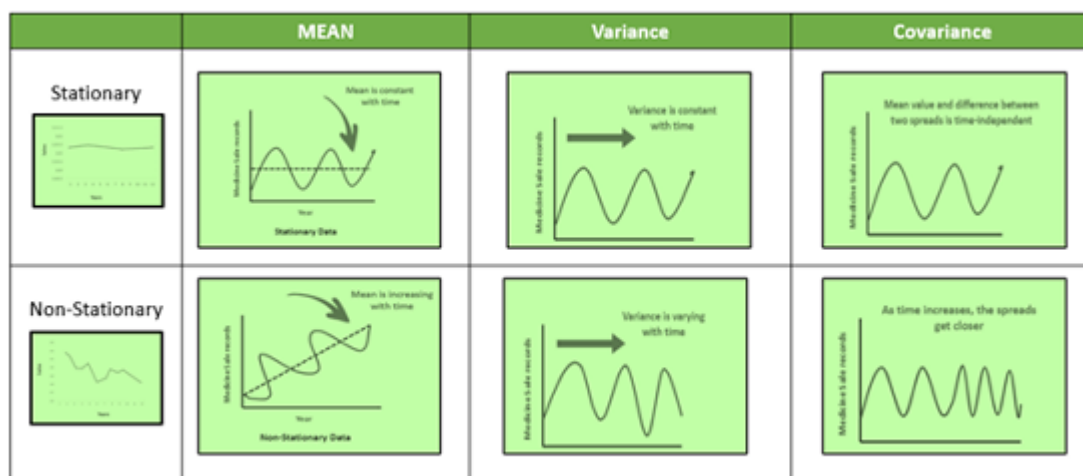 MEAN
Variance
Covariance
Stationary
Mean is constant
with time
Medicine Sale records
Year
Stationary Data
Variance is constant
with time
Medicine Sale records
Mean value and difference between
two spreads is time-independent
Medicine Sale records
Non-Stationary
Mean is increasing
with time
Medicine Sale records
Year
Non-Stationary Data
Variance is varying
with time
Medicine Sale records
As time increases, the spreads
get closer
Medicine Sale records